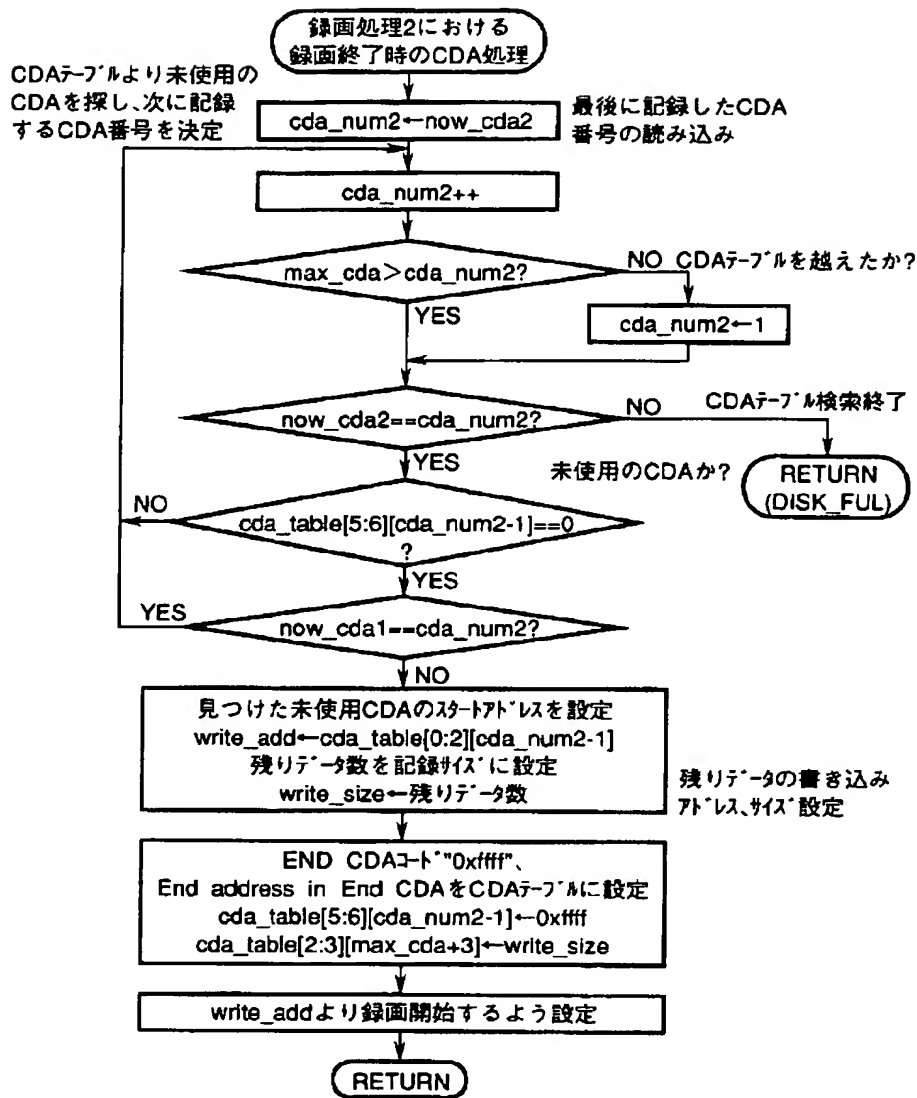 録画処理2における
録画終了時のCDA処理
CDAテーブルより未使用の
CDAを探し、次に記録
するCDA番号を決定
cda_num2←now_cda2
最後に記録したCDA
番号の読み込み
cda_num2++
max_cda>cda_num2?
NO
CDAテーブルを越えたか?
YES
cda_num2←1
now_cda2==cda_num2?
NO
CDAテーブル検索終了
YES
未使用のCDAか?
RETURN
(DISK_FUL)
NO
cda_table[5:6][cda_num2-1]==0
?
YES
YES
now_cda1==cda_num2?
NO
見つけた未使用CDAのスタートアドレスを設定
write_add←cda_table[0:2][cda_num2-1]
残りデータ数を記録サイズに設定
write_size←残りデータ数
残りデータの書き込み
アドレス、サイズ設定
END CDAコード"0xffff"、
End address in End CDAをCDAテーブルに設定
cda_table[5:6][cda_num2-1]←0xffff
cda_table[2:3][max_cda+3]←write_size
write_addより録画開始するよう設定
RETURN